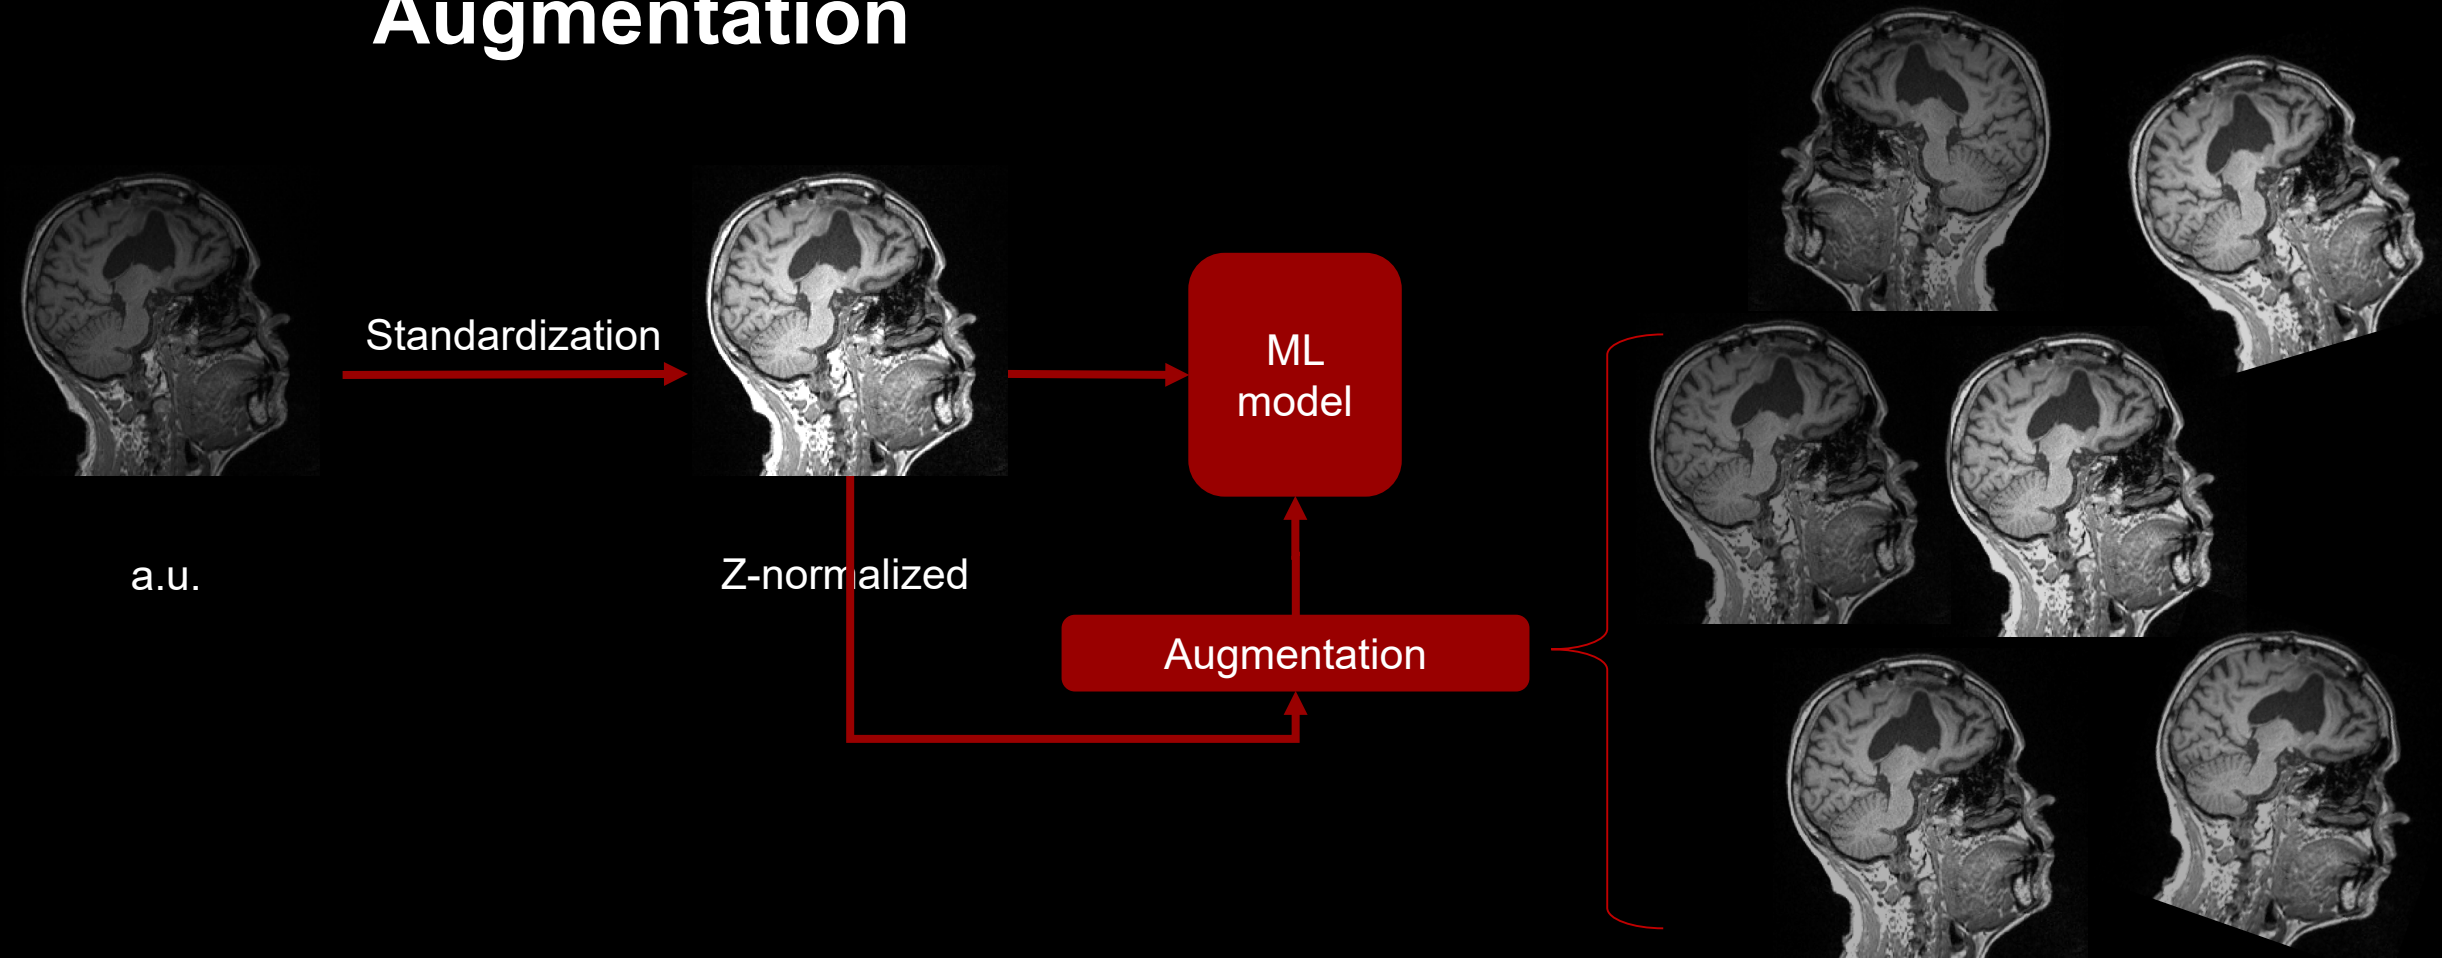 Augmentation
Standardization
ML
model
a.u.
Z-normalized
Augmentation